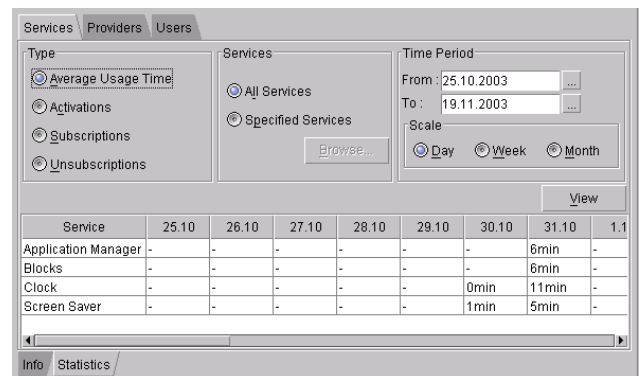 Services Providers Users
Type
Average Usage Time
Activations
Subscriptions
Unsubscriptions
Services
All Services
Specified Services
Browse...
Time Period
From : 25.10.2003 ...
To : 19.11.2003 ...
Scale
Day Week Month
View
Service 25.10 26.10 27.10 28.10 29.10 30.10 31.10 1.1
Application Manager - - - - - - 6min -
Blocks - - - - - - 6min -
Clock - - - - - 0min 11min -
Screen Saver - - - - - 1min 5min -
Info Statistics